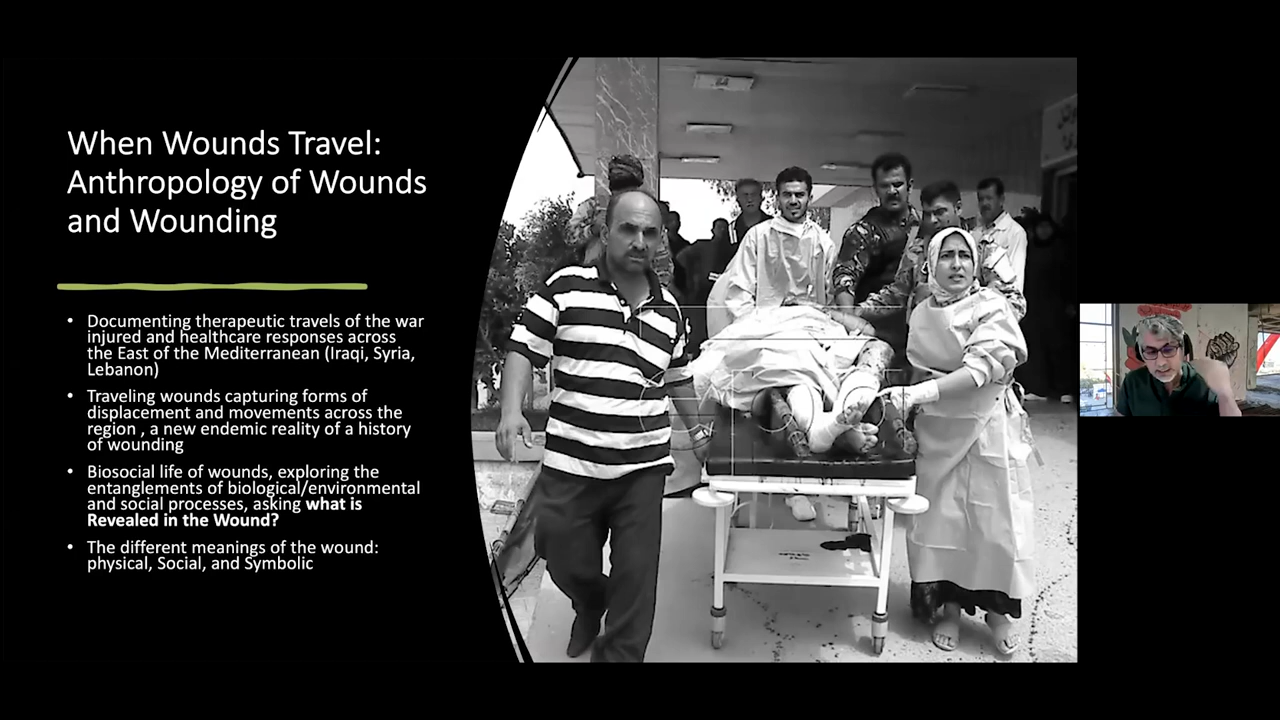 When Wounds Travel:
Anthropology of Wounds
and Wounding
• Documenting therapeutic travels of the war
injured and healthcare responses across
the East of the Mediterranean (Iraqi, Syria,
Lebanon)
• Traveling wounds capturing forms of
displacement and movements across the
region , a new endemic reality of a history
of wounding
• Biosocial life of wounds, exploring the
entanglements of biological/environmental
and social processes, asking what is
Revealed in the Wound?
• The different meanings of the wound:
physical, Social, and Symbolic